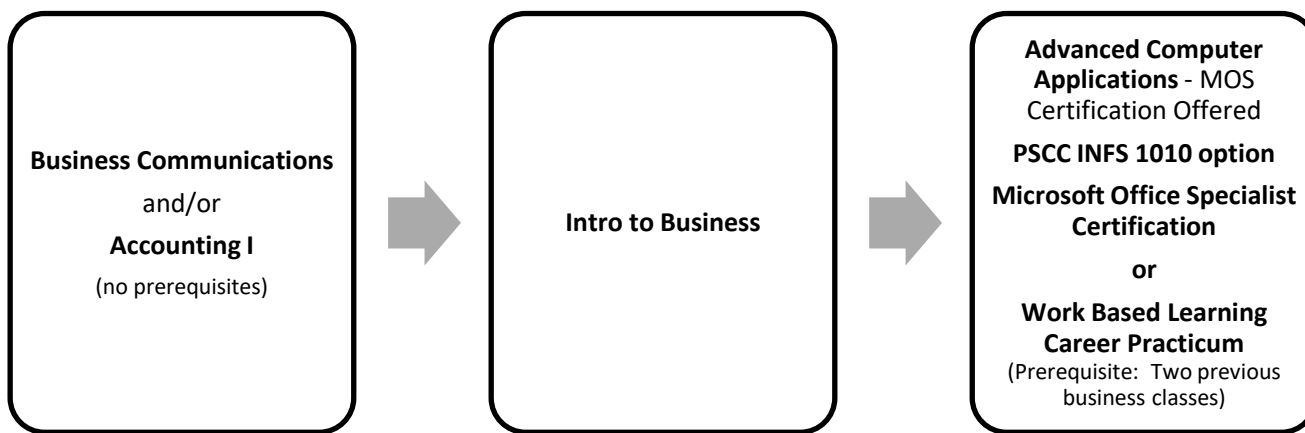 Business Communications
and/or
Accounting I
(no prerequisites)
Intro to Business
Advanced Computer
Applications - MOS
Certification Offered
PSCC INFS 1010 option
Microsoft Office Specialist
Certification
or
Work Based Learning
Career Practicum
(Prerequisite: Two previous
business classes)